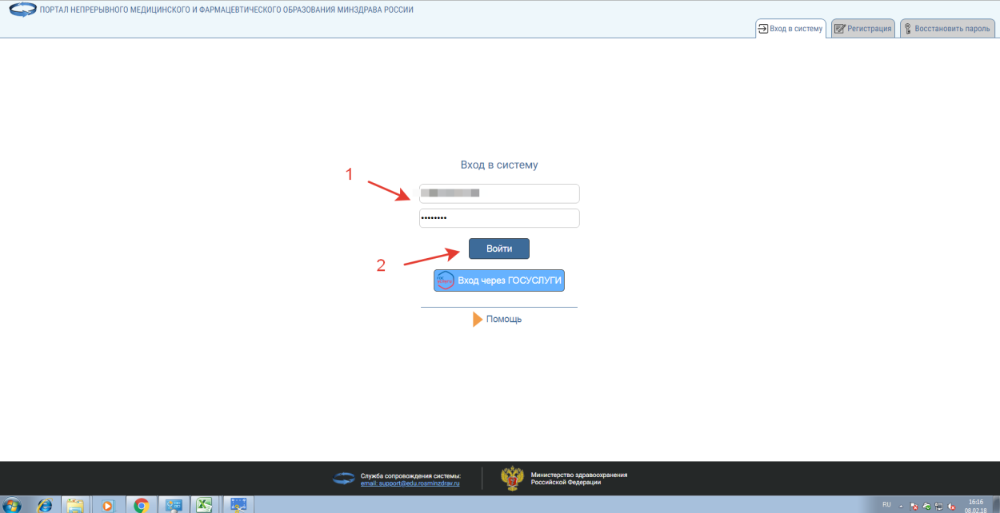 ПОРТАЛ НЕПРЕРЫВНОГО МЕДИЦИНСКОГО И ФАРМАЦЕВТИЧЕСКОГО ОБРАЗОВАНИЯ МИНЗДРАВА РОССИИ
Вход в систему
Регистрация
Восстановить пароль
Вход в систему
1
2
Войти
Вход через ГОСУСЛУГИ
Помощь
Служба сопровождения системы:
email: support@edu.rosminzdrav.ru
Министерство здравоохранения
Российской Федерации
RU
16:16
08.02.18